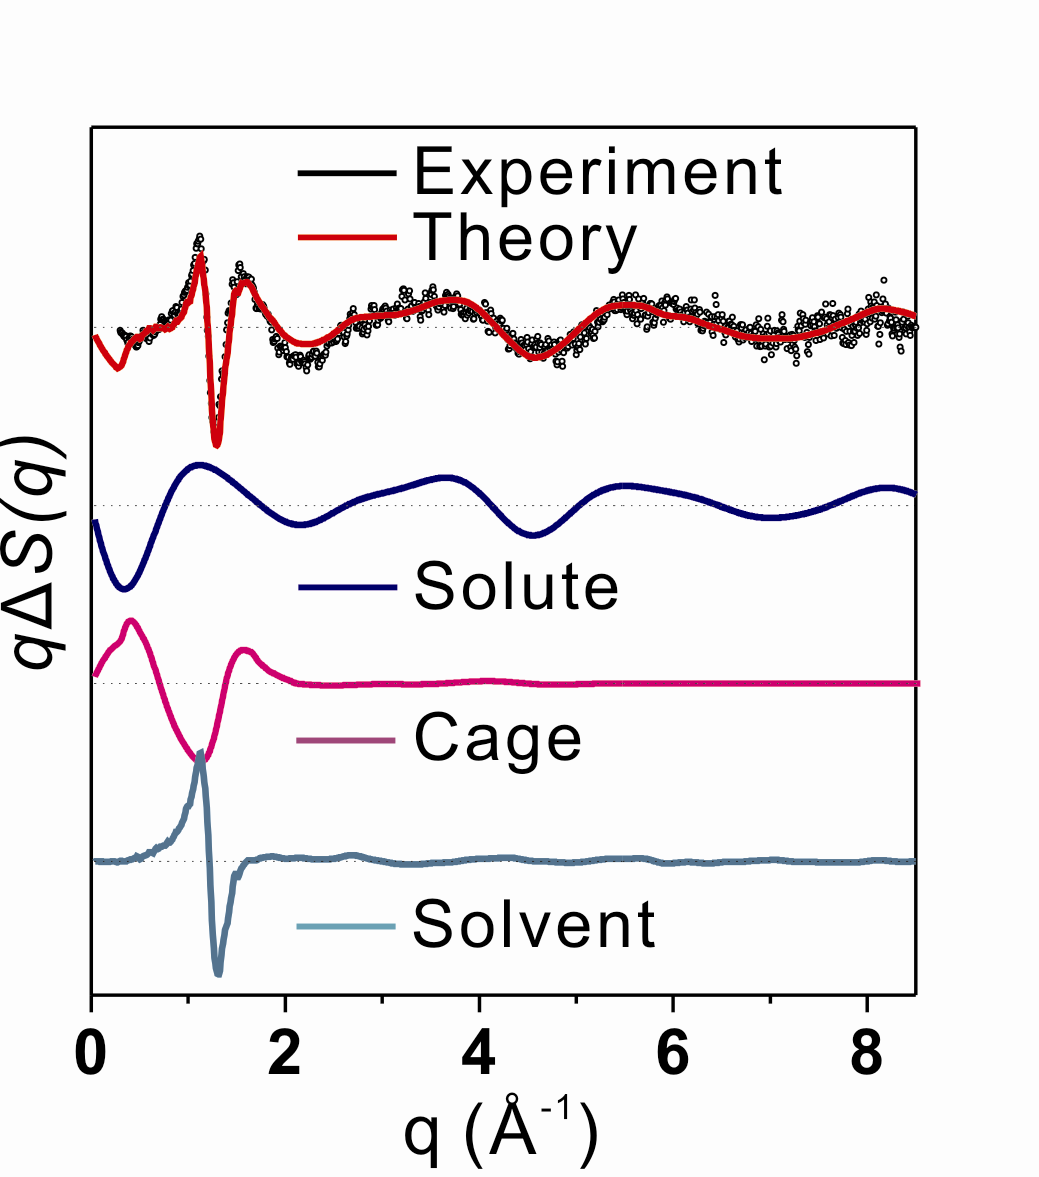 Experiment
Theory
qΔS(q)
Solute
Cage
Solvent
0 2 4 6 8
q (Å⁻¹)